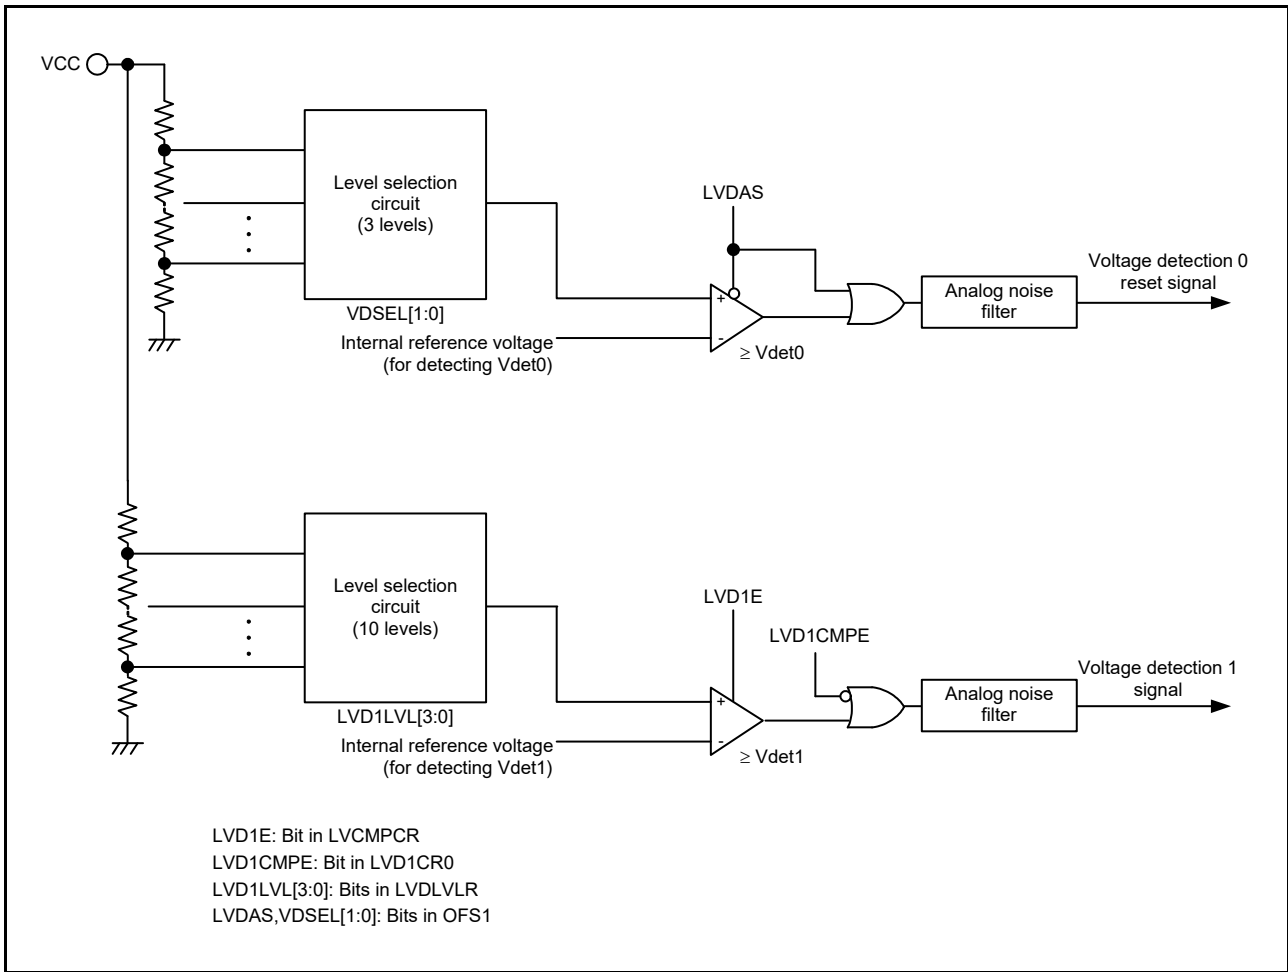 VCC
Level selection
circuit
(3 levels)
VDSEL[1:0]
Internal reference voltage
(for detecting Vdet0)
LVDAS
+
-
≥ Vdet0
Analog noise
filter
Voltage detection 0
reset signal
Level selection
circuit
(10 levels)
LVD1LVL[3:0]
Internal reference voltage
(for detecting Vdet1)
LVD1E
+
-
≥ Vdet1
LVD1CMPE
Analog noise
filter
Voltage detection 1
signal
LVD1E: Bit in LVCMPCR
LVD1CMPE: Bit in LVD1CR0
LVD1LVL[3:0]: Bits in LVDLVLR
LVDAS,VDSEL[1:0]: Bits in OFS1